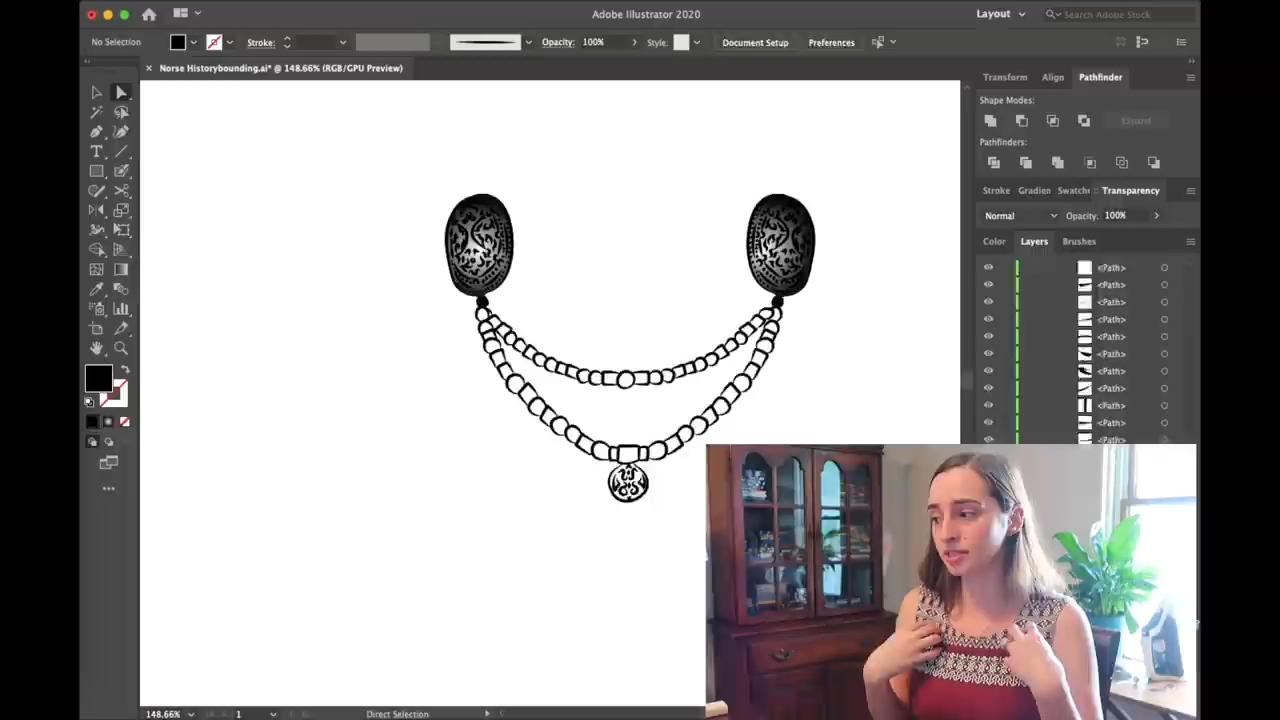 Adobe Illustrator 2020
Layout
Search Adobe Stock
No Selection
Stroke:
Opacity: 100%
Style:
Document Setup
Preferences
Norse Historybounding.ai* @ 148.66% (RGB/GPU Preview)
Transform
Align
Pathfinder
Shape Modes:
Expand
Pathfinders:
Stroke
Gradien
Swatche
Transparency
Normal
Opacity: 100%
Color
Layers
Brushes
<Path>
<Path>
<Path>
<Path>
<Path>
<Path>
<Path>
<Path>
<Path>
<Path>
<Path>
148.66%
1
Direct Selection